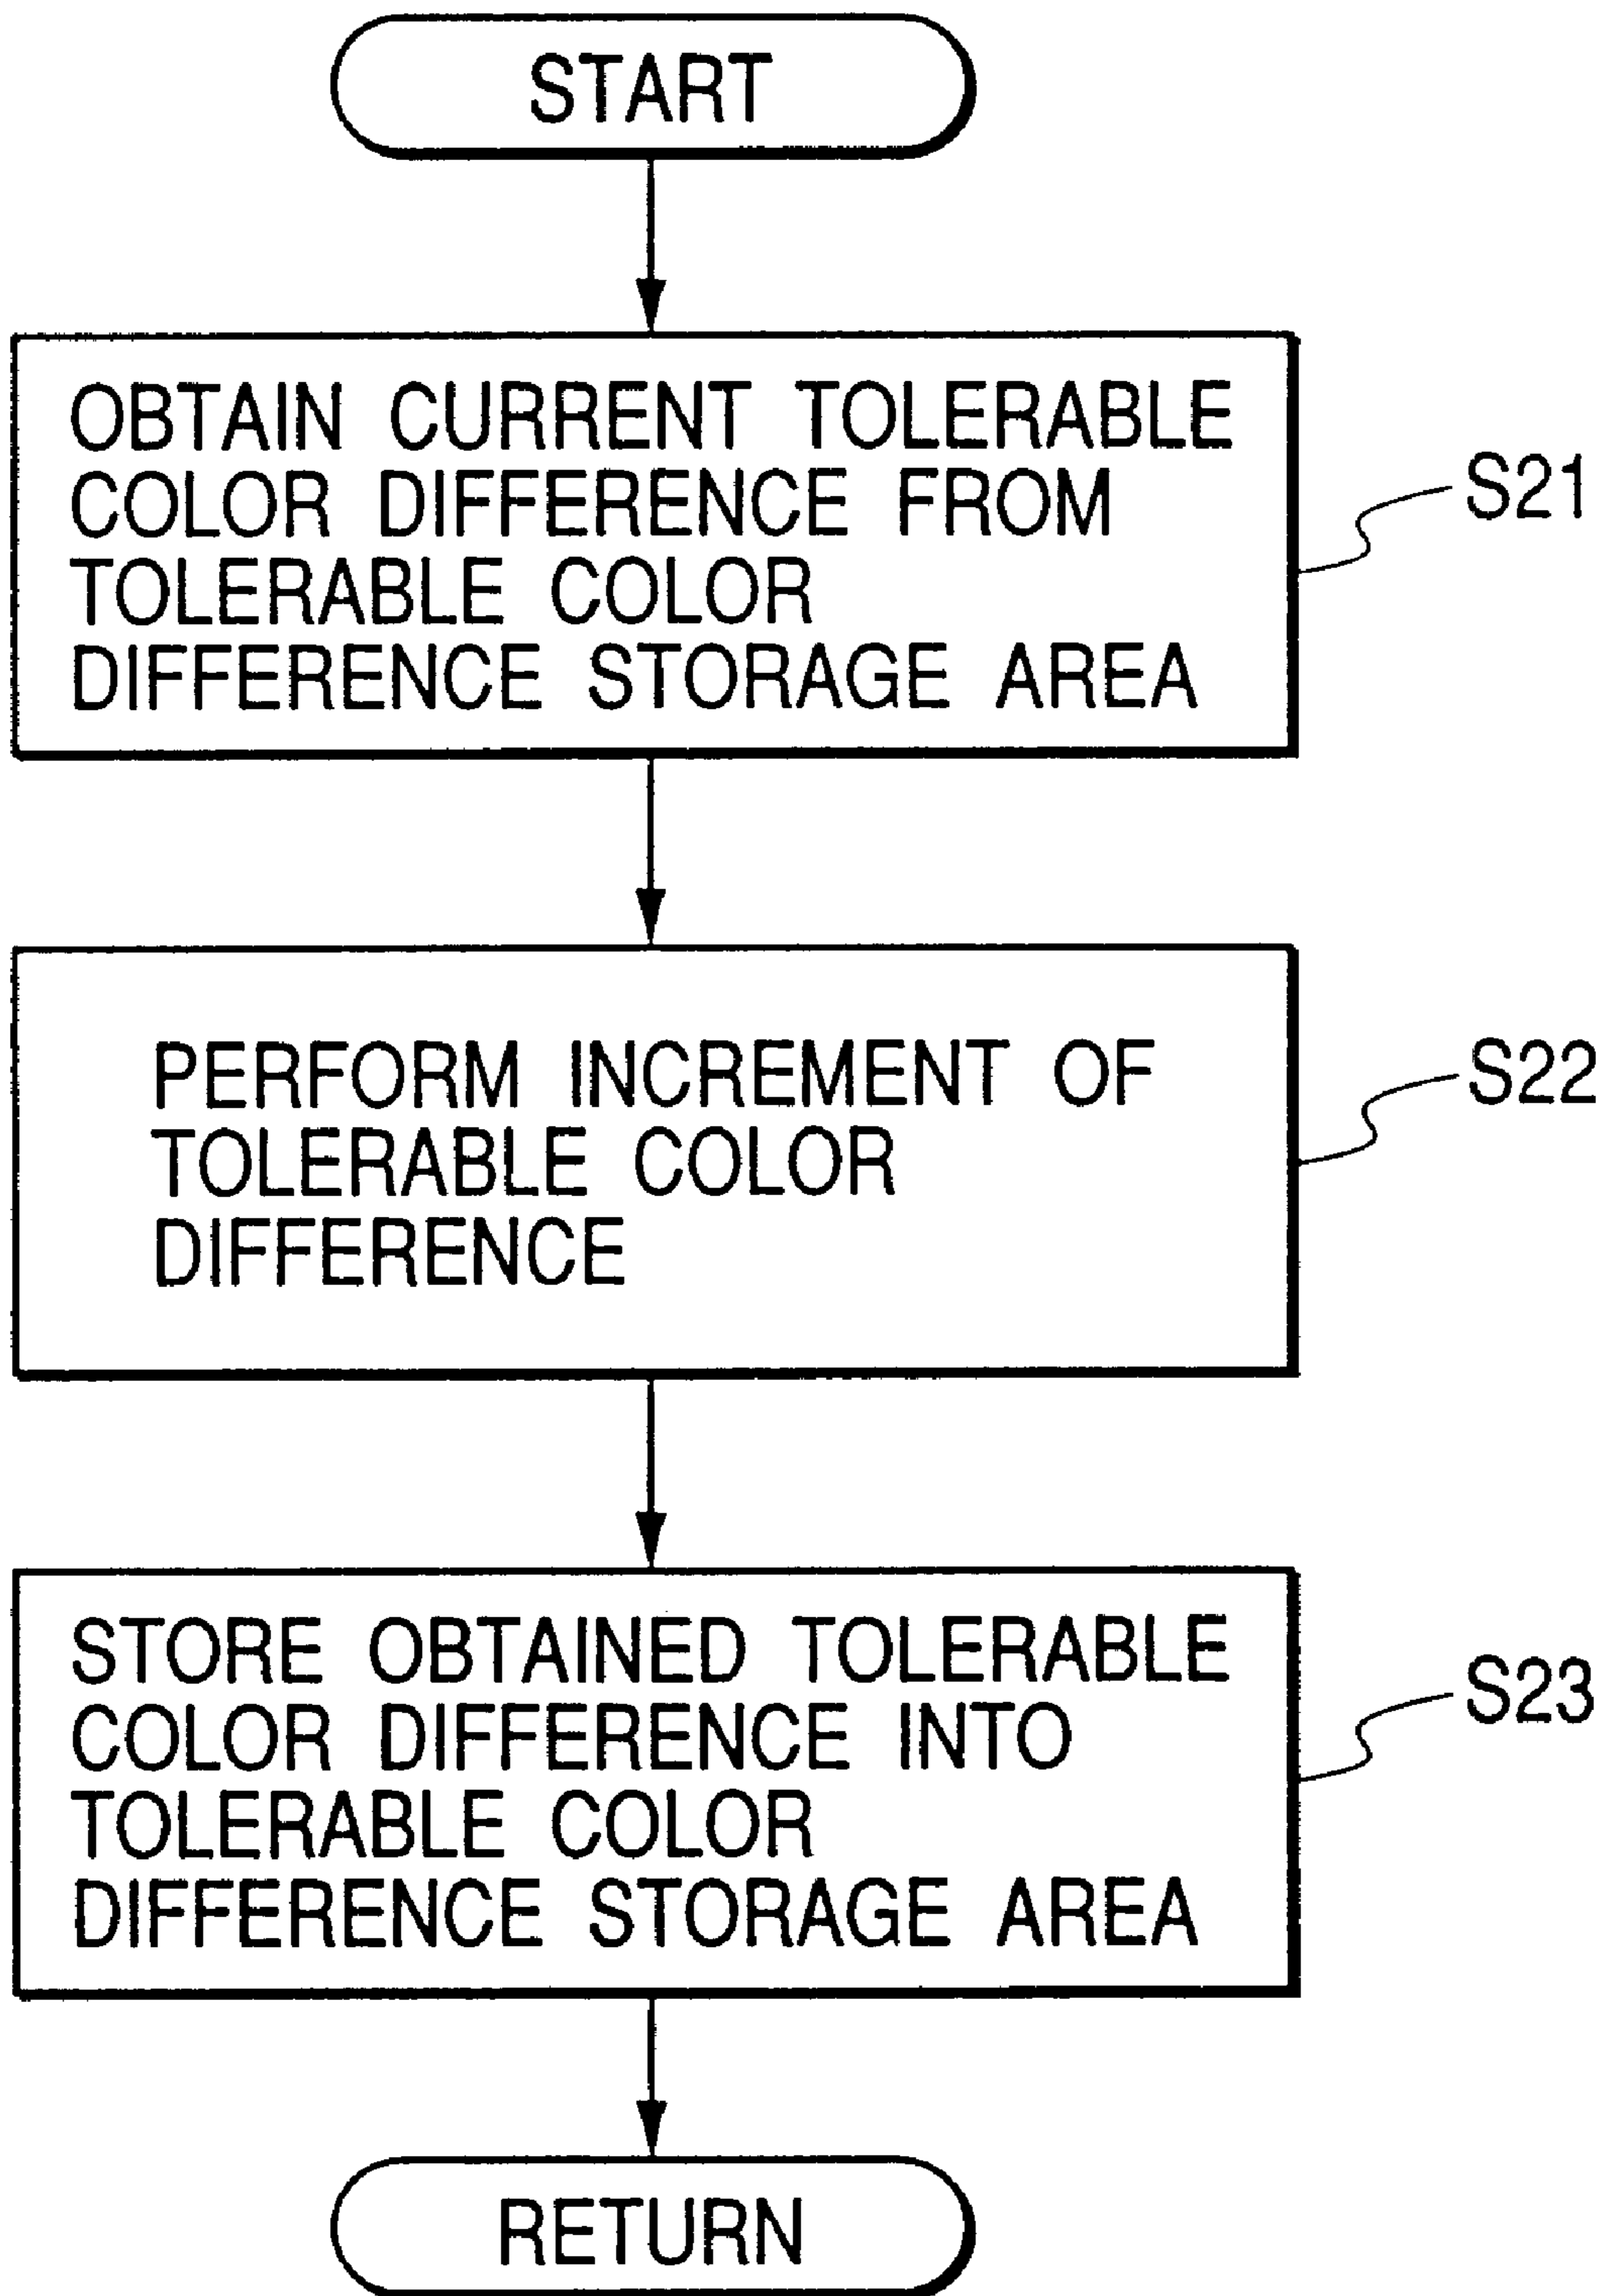 START
OBTAIN CURRENT TOLERABLE
COLOR DIFFERENCE FROM
TOLERABLE COLOR
DIFFERENCE STORAGE AREA
S21
PERFORM INCREMENT OF
TOLERABLE COLOR
DIFFERENCE
S22
STORE OBTAINED TOLERABLE
COLOR DIFFERENCE INTO
TOLERABLE COLOR
DIFFERENCE STORAGE AREA
S23
RETURN